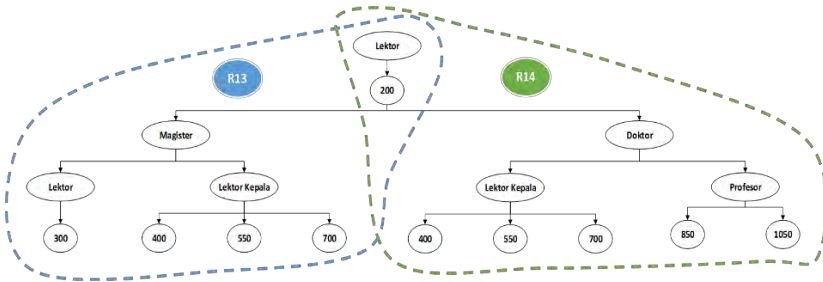 Lektor
R13
R14
200
Magister
Doktor
Lektor
Lektor Kepala
Lektor Kepala
Profesor
300
400
550
700
400
550
700
850
1050